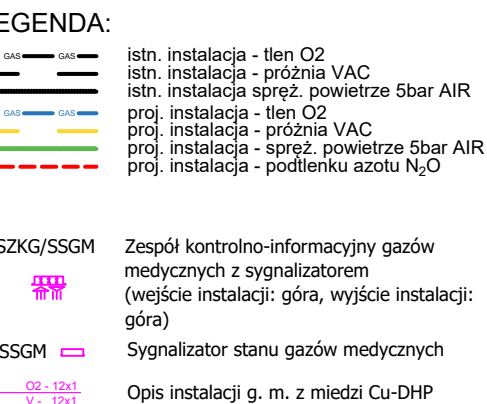 EGENDA:
GAS GAS istn. instalacja - tlen O2
istn. instalacja - próżnia VAC
istn. instalacja spręż. powietrze 5bar AIR
GAS GAS proj. instalacja - tlen O2
proj. instalacja - próżnia VAC
proj. instalacja - spręż. powietrze 5bar AIR
proj. instalacja - podtlenku azotu N₂O
SZKG/SSGM Zespół kontrolno-informacyjny gazów
medycznych z sygnalizatorem
(wejście instalacji: góra, wyjście instalacji:
góra)
SSGM Sygnalizator stanu gazów medycznych
O2 - 12x1
V - 12x1
Opis instalacji g. m. z miedzi Cu-DHP